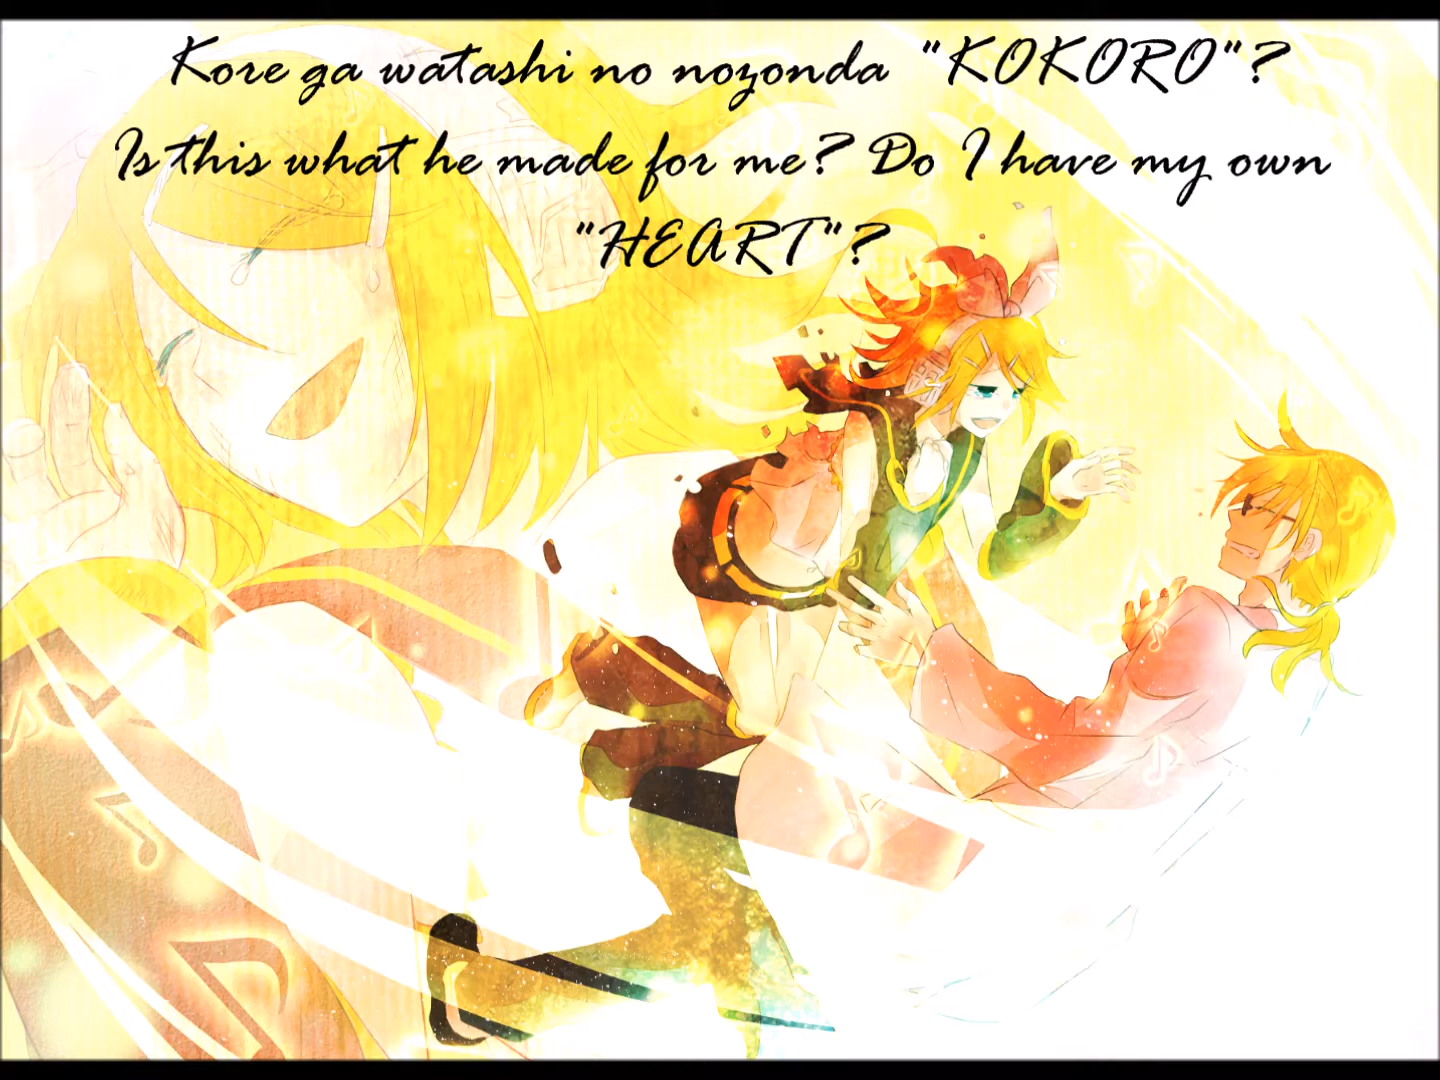 Kore ga watashi no nozonda "KOKORO"?
Is this what he made for me? Do I have my own
"HEART"?